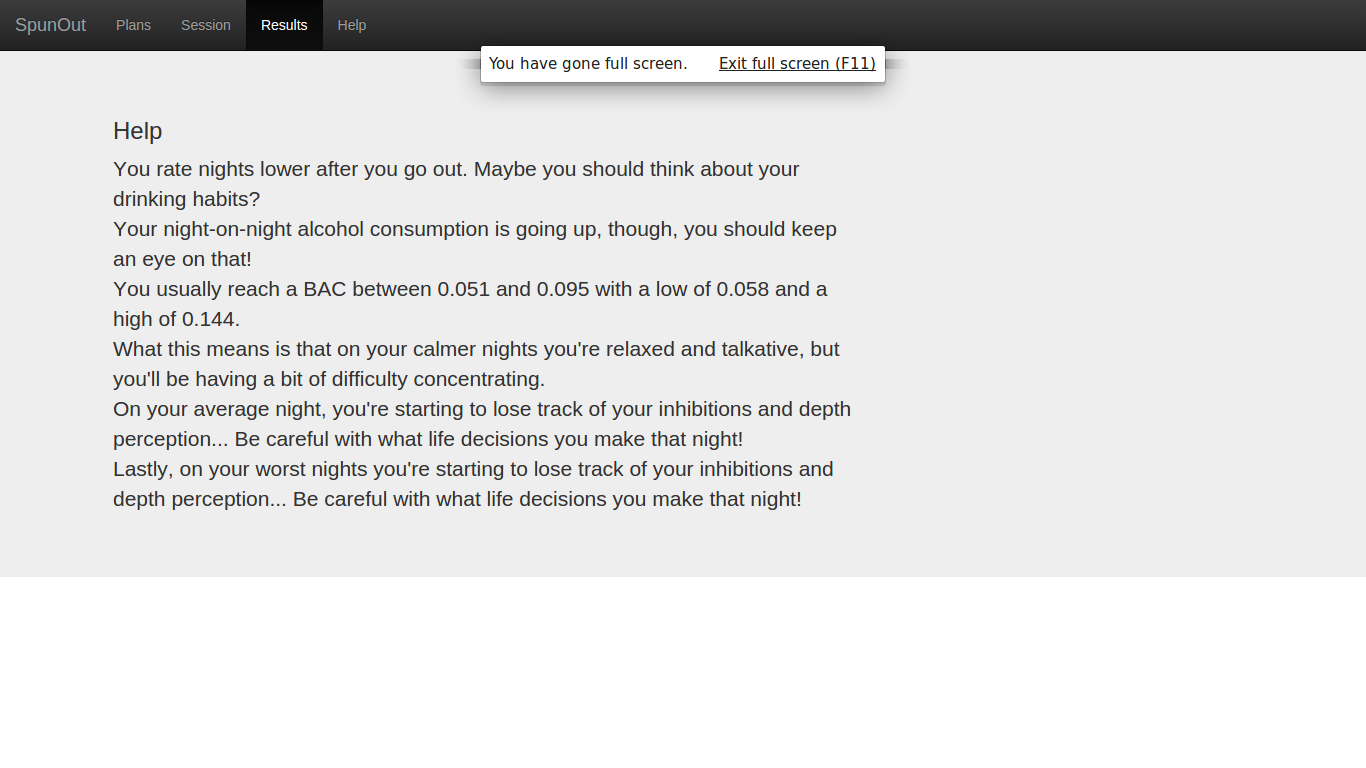 SpunOut Plans Session Results Help
You have gone full screen. Exit full screen (F11)
Help
You rate nights lower after you go out. Maybe you should think about your
drinking habits?
Your night-on-night alcohol consumption is going up, though, you should keep
an eye on that!
You usually reach a BAC between 0.051 and 0.095 with a low of 0.058 and a
high of 0.144.
What this means is that on your calmer nights you're relaxed and talkative, but
you'll be having a bit of difficulty concentrating.
On your average night, you're starting to lose track of your inhibitions and depth
perception... Be careful with what life decisions you make that night!
Lastly, on your worst nights you're starting to lose track of your inhibitions and
depth perception... Be careful with what life decisions you make that night!